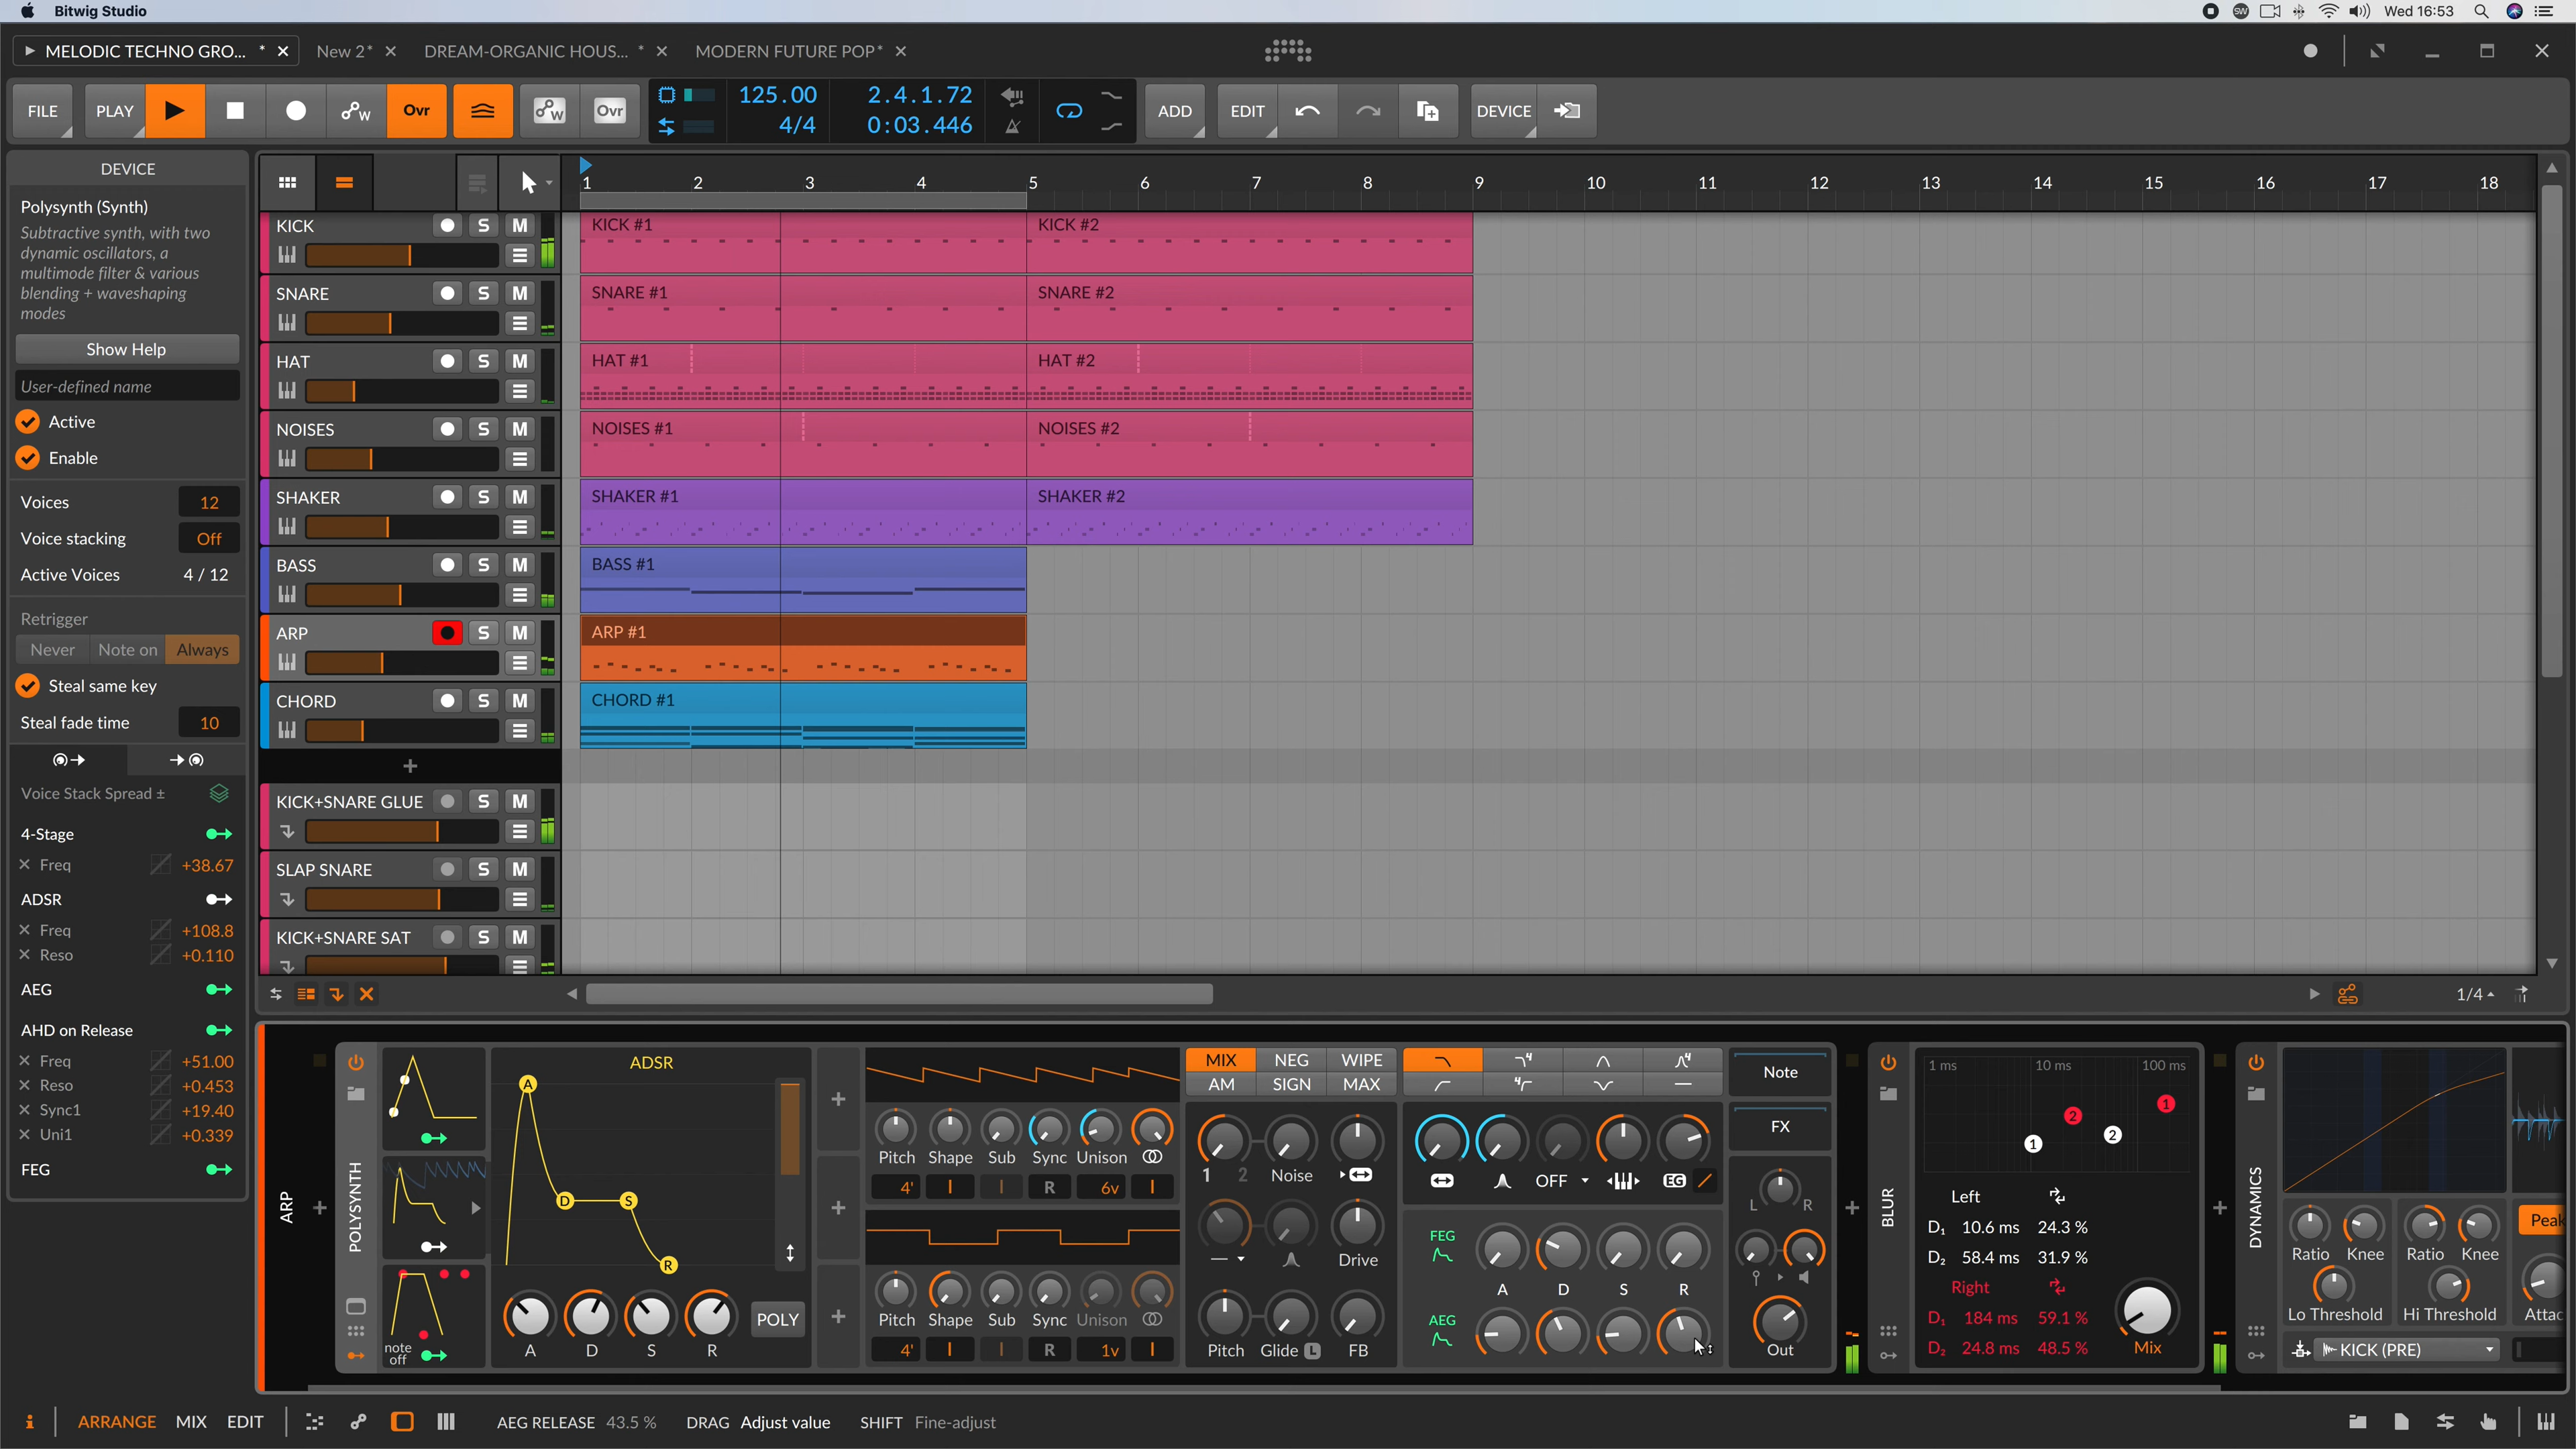 Bitwig Studio
SW
Wed 16:53
MELODIC TECHNO GRO... *
New 2*
DREAM-ORGANIC HOUS... *
MODERN FUTURE POP*
FILE
PLAY
W
Ovr
W
Ovr
125.00
4/4
2.4.1.72
0:03.446
ADD
EDIT
DEVICE
DEVICE
Polysynth (Synth)
Subtractive synth, with two
dynamic oscillators, a
multimode filter & various
blending + waveshaping
modes
Show Help
User-defined name
Active
Enable
Voices 12
Voice stacking Off
Active Voices 4 / 12
Retrigger
Never Note on Always
Steal same key
Steal fade time 10
Voice Stack Spread ±
4-Stage
Freq +38.67
ADSR
Freq +108.8
Reso +0.110
AEG
AHD on Release
Freq +51.00
Reso +0.453
Sync1 +19.40
Uni1 +0.339
FEG
1 2 3 4 5 6 7 8 9 10 11 12 13 14 15 16 17 18
KICK S M
KICK #1 KICK #2
SNARE S M
SNARE #1 SNARE #2
HAT S M
HAT #1 HAT #2
NOISES S M
NOISES #1 NOISES #2
SHAKER S M
SHAKER #1 SHAKER #2
BASS S M
BASS #1
ARP S M
ARP #1
CHORD S M
CHORD #1
KICK+SNARE GLUE S M
SLAP SNARE S M
KICK+SNARE SAT S M
1/4
ARP
POLYSYNTH
note
off
ADSR
A
D
S
R
A D S R
POLY
Pitch Shape Sub Sync Unison
4' R 6v
Pitch Shape Sub Sync Unison
4' R 1v
MIX NEG WIPE
AM SIGN MAX
1 2 Noise
Drive
Pitch Glide L FB
4 4
4
OFF EG
FEG
A D S R
AEG
Note
FX
L R
Out
BLUR
1 ms 10 ms 100 ms
1
2
2
1
Left
D1 10.6 ms 24.3 %
D2 58.4 ms 31.9 %
Right
D1 184 ms 59.1 %
D2 24.8 ms 48.5 %
Mix
DYNAMICS
Ratio Knee Ratio Knee
Lo Threshold Hi Threshold
Peak
Attac
KICK (PRE)
i
ARRANGE MIX EDIT
AEG RELEASE 43.5 %
DRAG Adjust value
SHIFT Fine-adjust